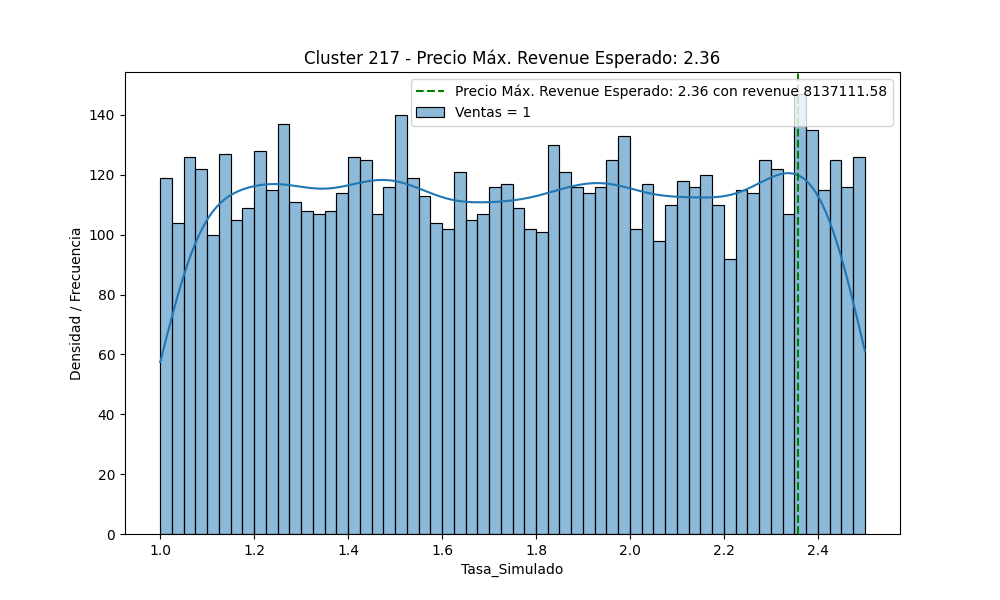 Cluster 217 - Precio Máx. Revenue Esperado: 2.36
Precio Máx. Revenue Esperado: 2.36 con revenue 8137111.58
Ventas = 1
Densidad / Frecuencia
140
120
100
80
60
40
20
0
1.0 1.2 1.4 1.6 1.8 2.0 2.2 2.4
Tasa_Simulado